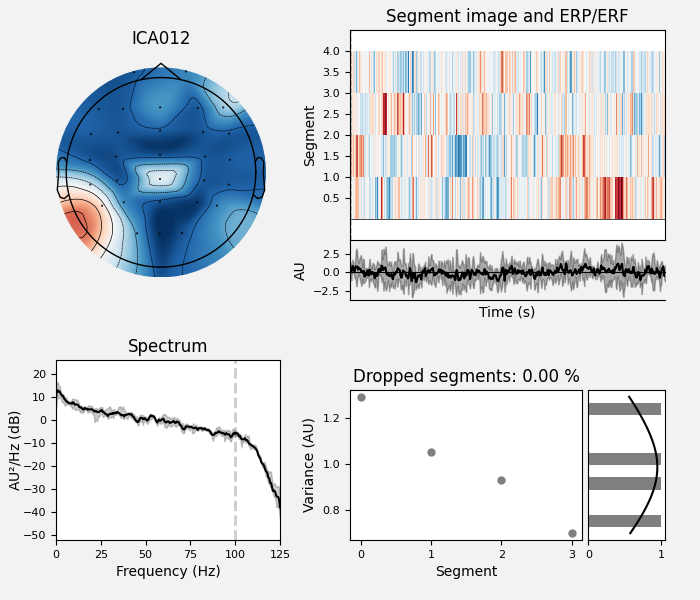 ICA012
Segment image and ERP/ERF
Segment
4.0
3.5
3.0
2.5
2.0
1.5
1.0
0.5
AU
2.5
0.0
−2.5
Time (s)
Spectrum
AU²/Hz (dB)
20
10
0
−10
−20
−30
−40
−50
0 25 50 75 100 125
Frequency (Hz)
Dropped segments: 0.00 %
Variance (AU)
1.2
1.0
0.8
0 1 2 3
Segment
0 1